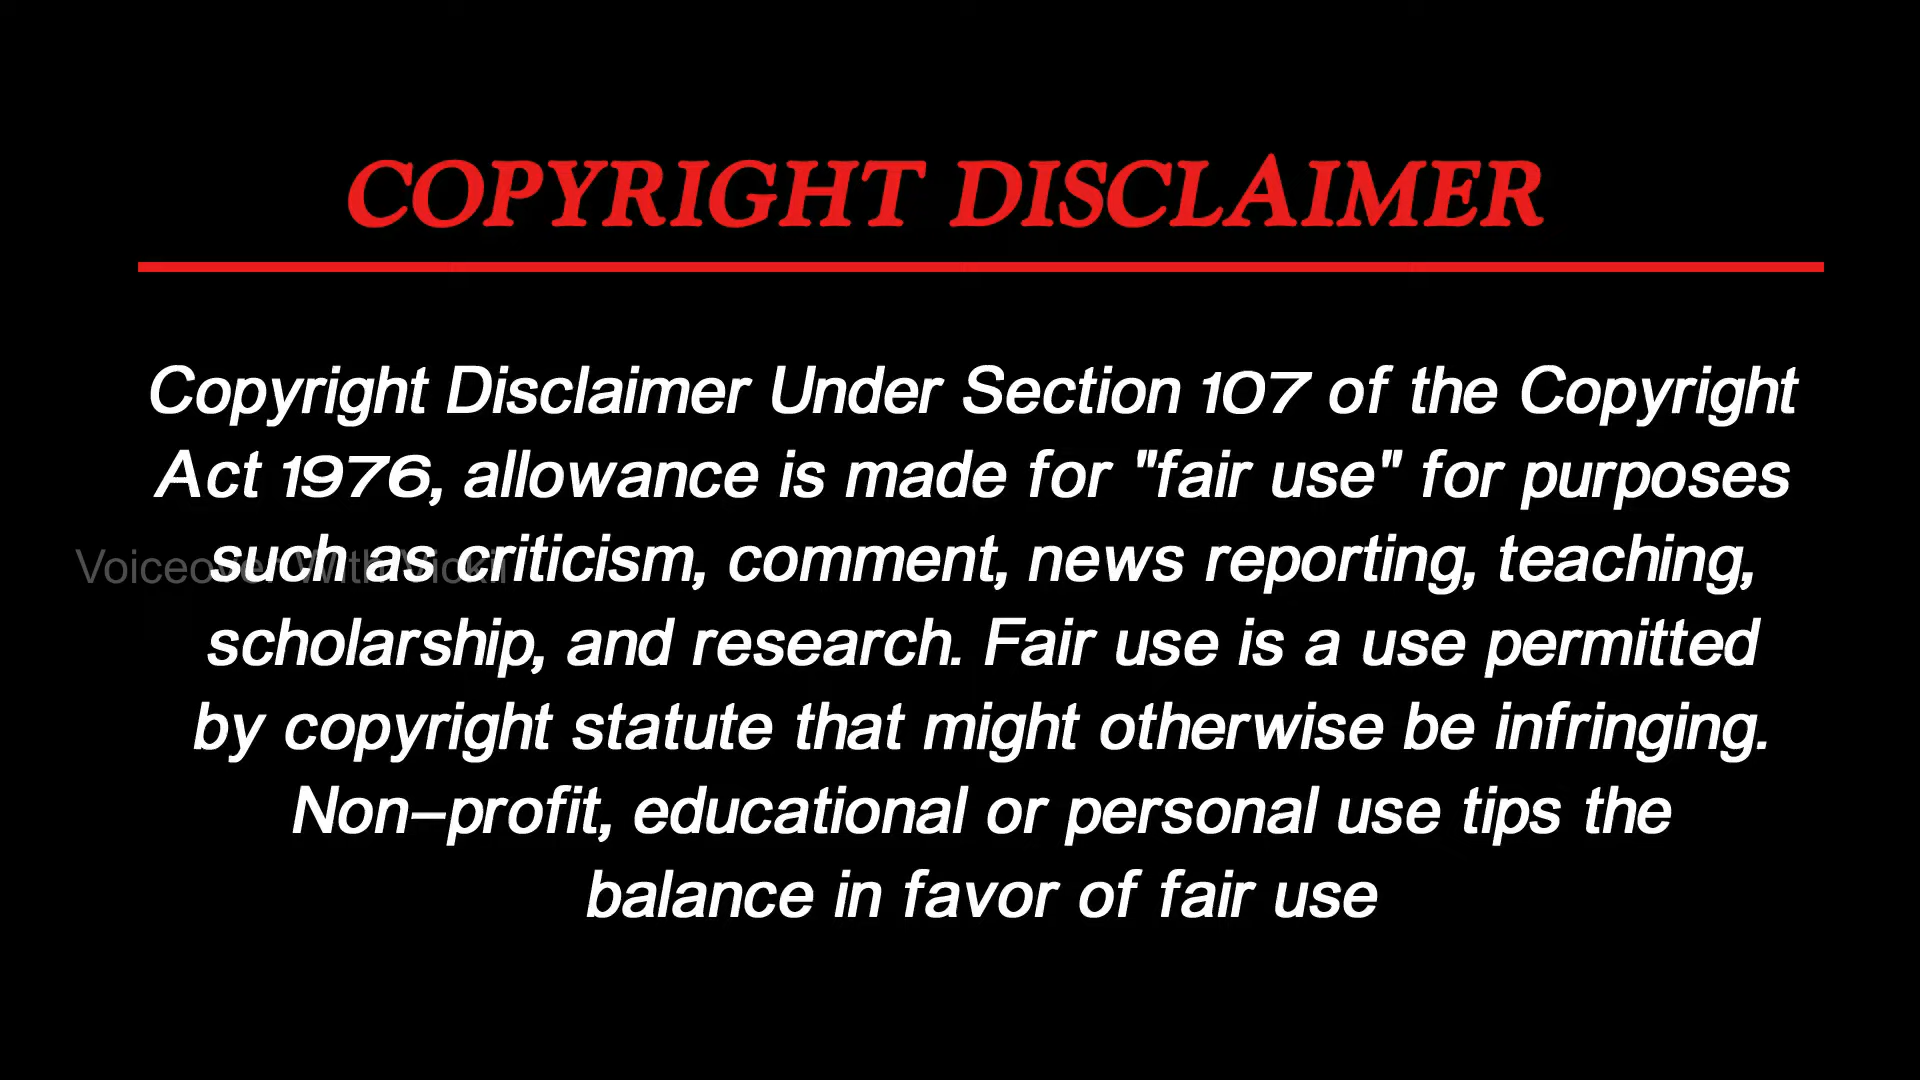 COPYRIGHT DISCLAIMER
Copyright Disclaimer Under Section 107 of the Copyright
Act 1976, allowance is made for "fair use" for purposes
such as criticism, comment, news reporting, teaching,
Voiceover With Vickii
scholarship, and research. Fair use is a use permitted
by copyright statute that might otherwise be infringing.
Non-profit, educational or personal use tips the
balance in favor of fair use